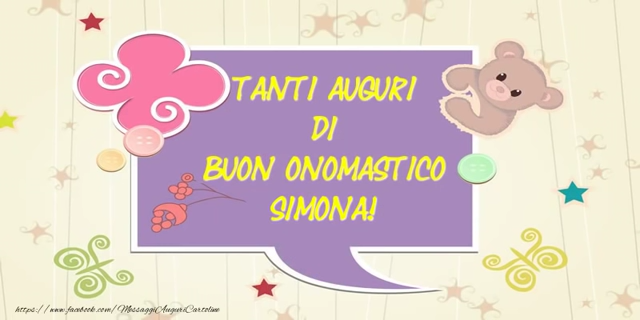 TANTI AUGURI
DI
BUON ONOMASTICO
SIMONA!
https://www.facebook.com/MessaggiAuguriCartoline